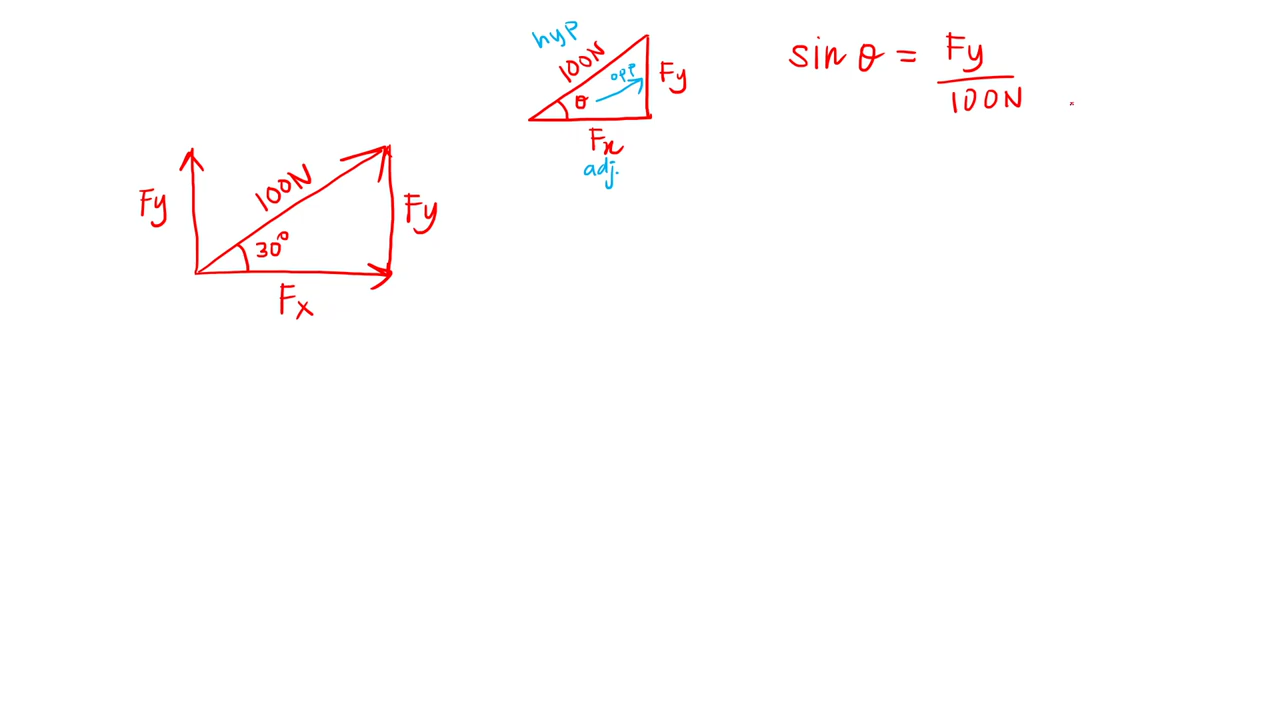 hyp
100N
opp
θ
Fy
Fx
adj.
sin θ = Fy
100N
Fy
100N
30°
Fy
Fx